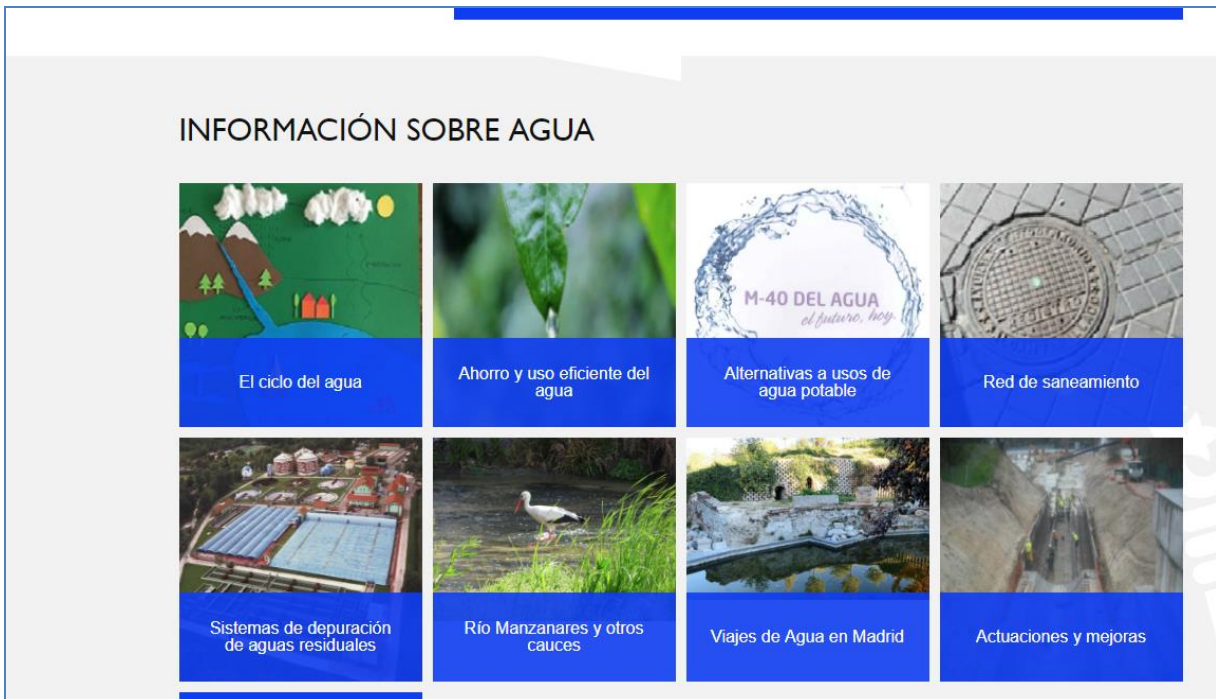 INFORMACIÓN SOBRE AGUA
M-40 DEL AGUA
el futuro, hoy.
El ciclo del agua
Ahorro y uso eficiente del
agua
Alternativas a usos de
agua potable
Red de saneamiento
Sistemas de depuración
de aguas residuales
Río Manzanares y otros
cauces
Viajes de Agua en Madrid
Actuaciones y mejoras